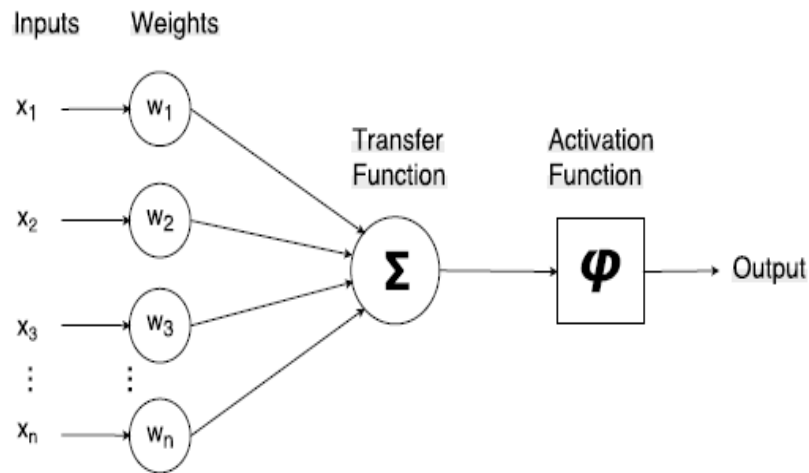 Inputs Weights
x1 w1
Transfer Function
Activation Function
x2 w2
Σ φ Output
x3 w3
⋮ ⋮
xn wn